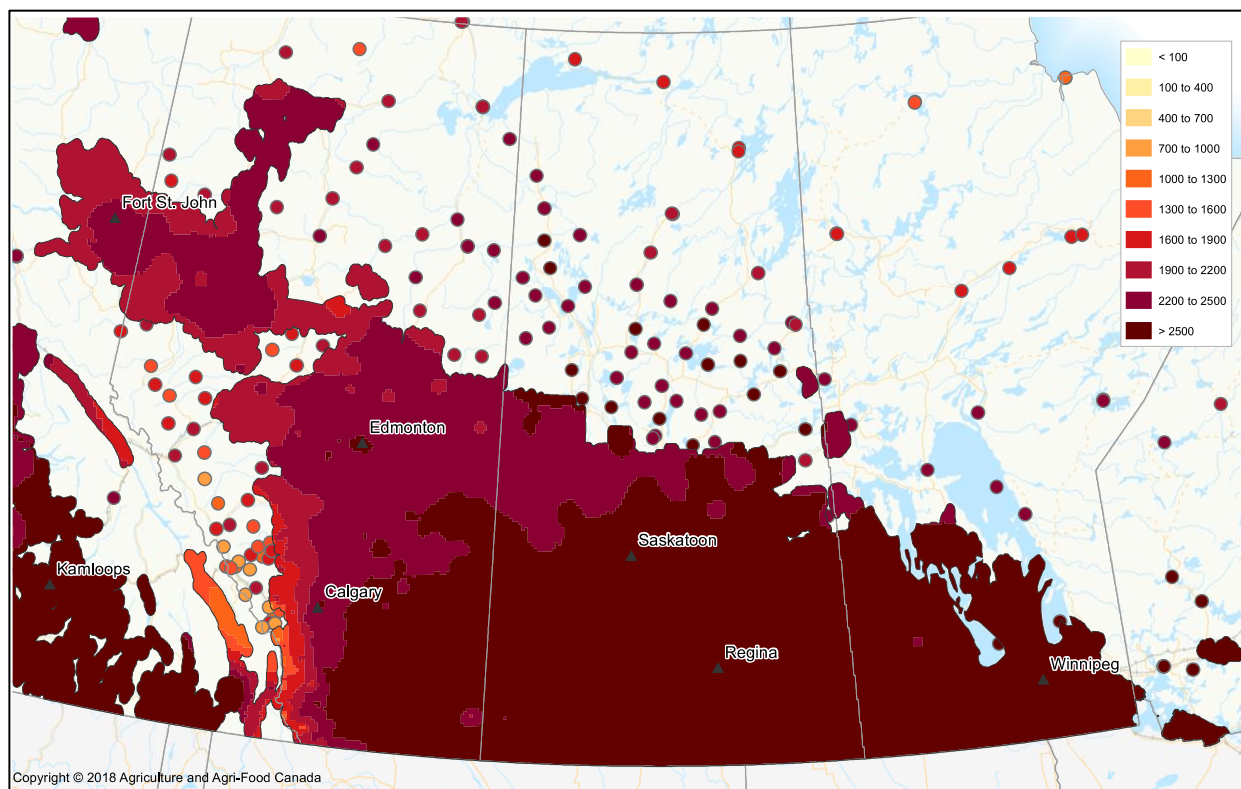 < 100
100 to 400
400 to 700
700 to 1000
1000 to 1300
1300 to 1600
1600 to 1900
1900 to 2200
2200 to 2500
> 2500
Fort St. John
Edmonton
Saskatoon
Kamloops
Calgary
Regina
Winnipeg
Copyright © 2018 Agriculture and Agri-Food Canada